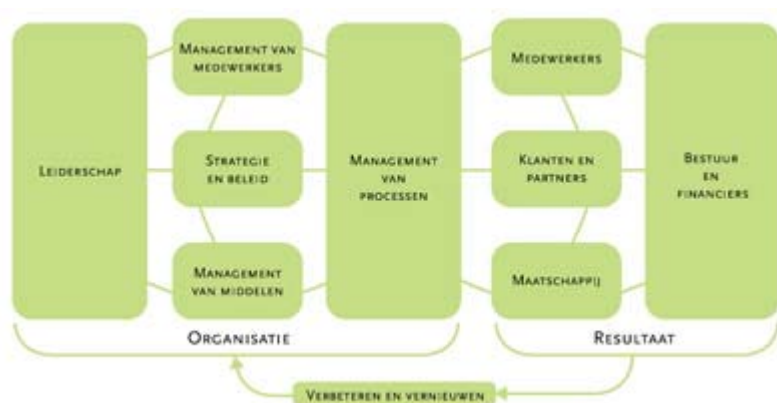 LEIDERSCHAP
MANAGEMENT VAN
MEDEWERKERS
STRATEGIE
EN BELEID
MANAGEMENT
VAN MIDDELEN
MANAGEMENT
VAN
PROCESSEN
MEDEWERKERS
KLANTEN EN
PARTNERS
MAATSCHAPPIJ
BESTUUR
EN
FINANCIERS
ORGANISATIE
RESULTAAT
VERBETEREN EN VERNIEUWEN